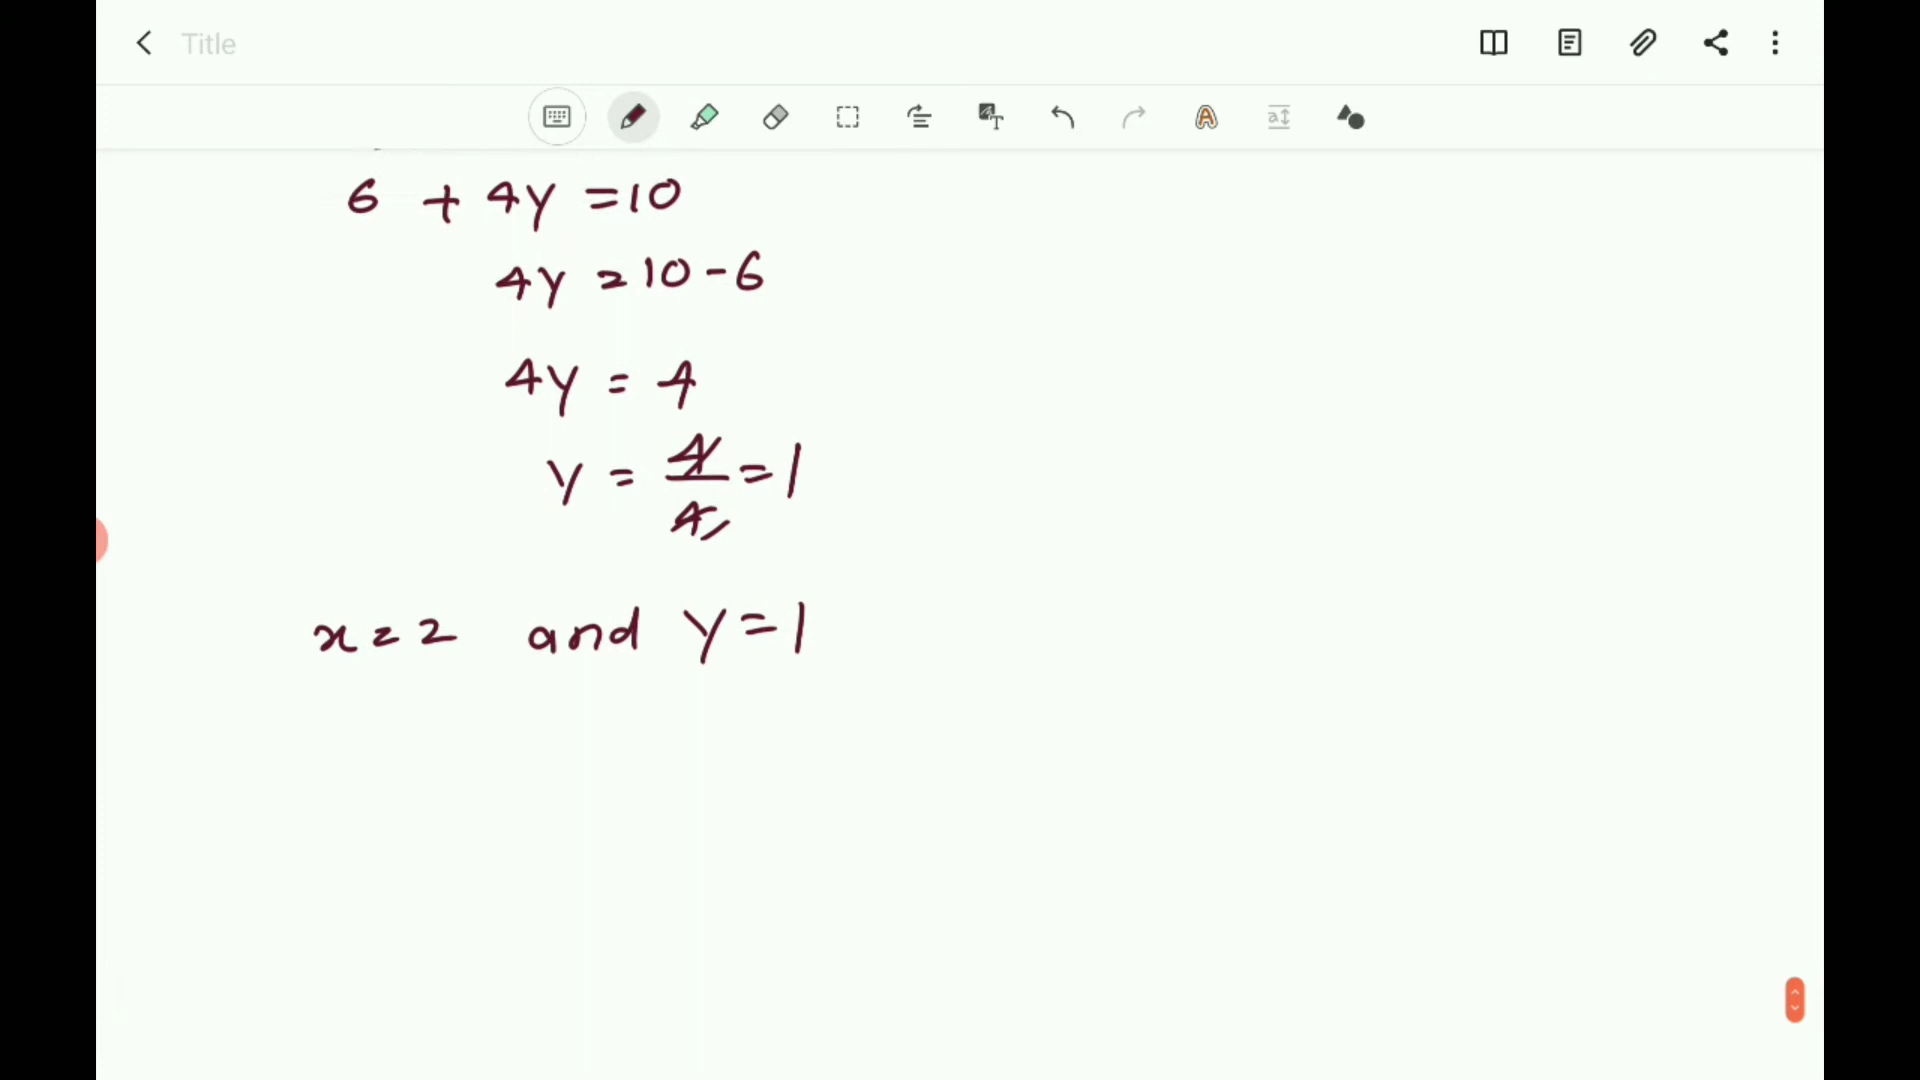 Title
6 + 4y = 10
4y = 10 - 6
4y = 4
y = 4/4 = 1
x = 2 and y = 1